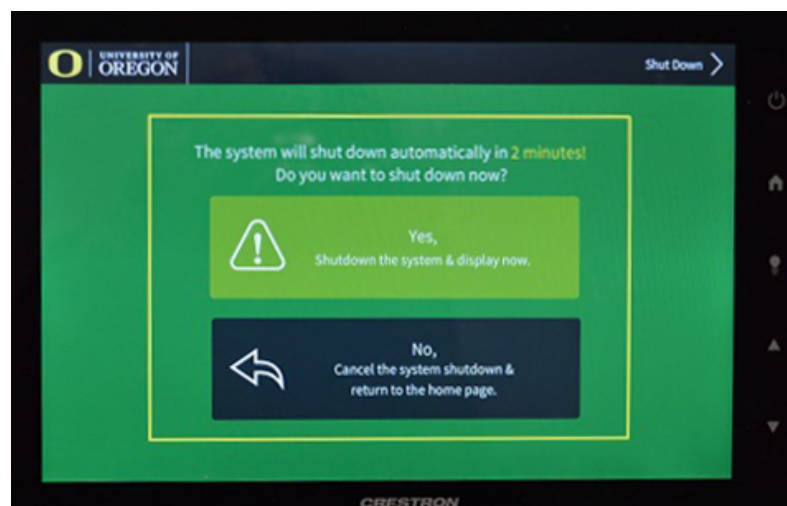 O
UNIVERSITY OF
OREGON
Shut Down
The system will shut down automatically in 2 minutes!
Do you want to shut down now?
Yes,
Shutdown the system & display now.
No,
Cancel the system shutdown &
return to the home page.
CRESTRON